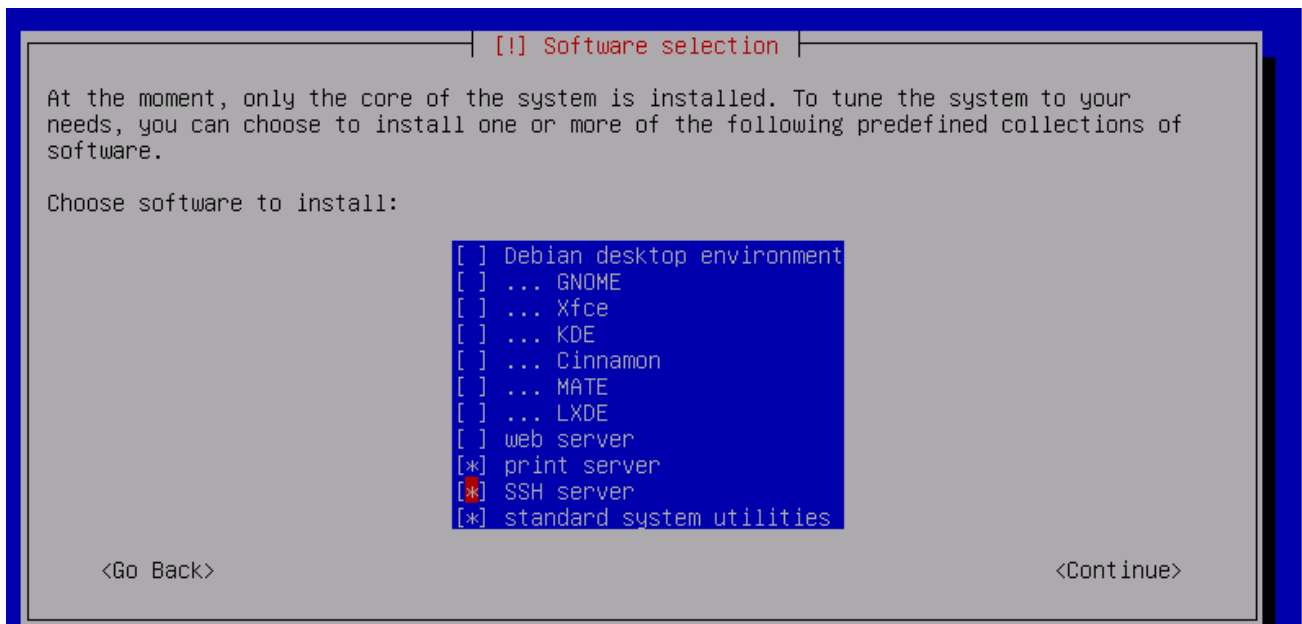 [!] Software selection
At the moment, only the core of the system is installed. To tune the system to your
needs, you can choose to install one or more of the following predefined collections of
software.
Choose software to install:
[ ] Debian desktop environment
[ ] ... GNOME
[ ] ... Xfce
[ ] ... KDE
[ ] ... Cinnamon
[ ] ... MATE
[ ] ... LXDE
[ ] web server
[*] print server
[*] SSH server
[*] standard system utilities
<Go Back> <Continue>